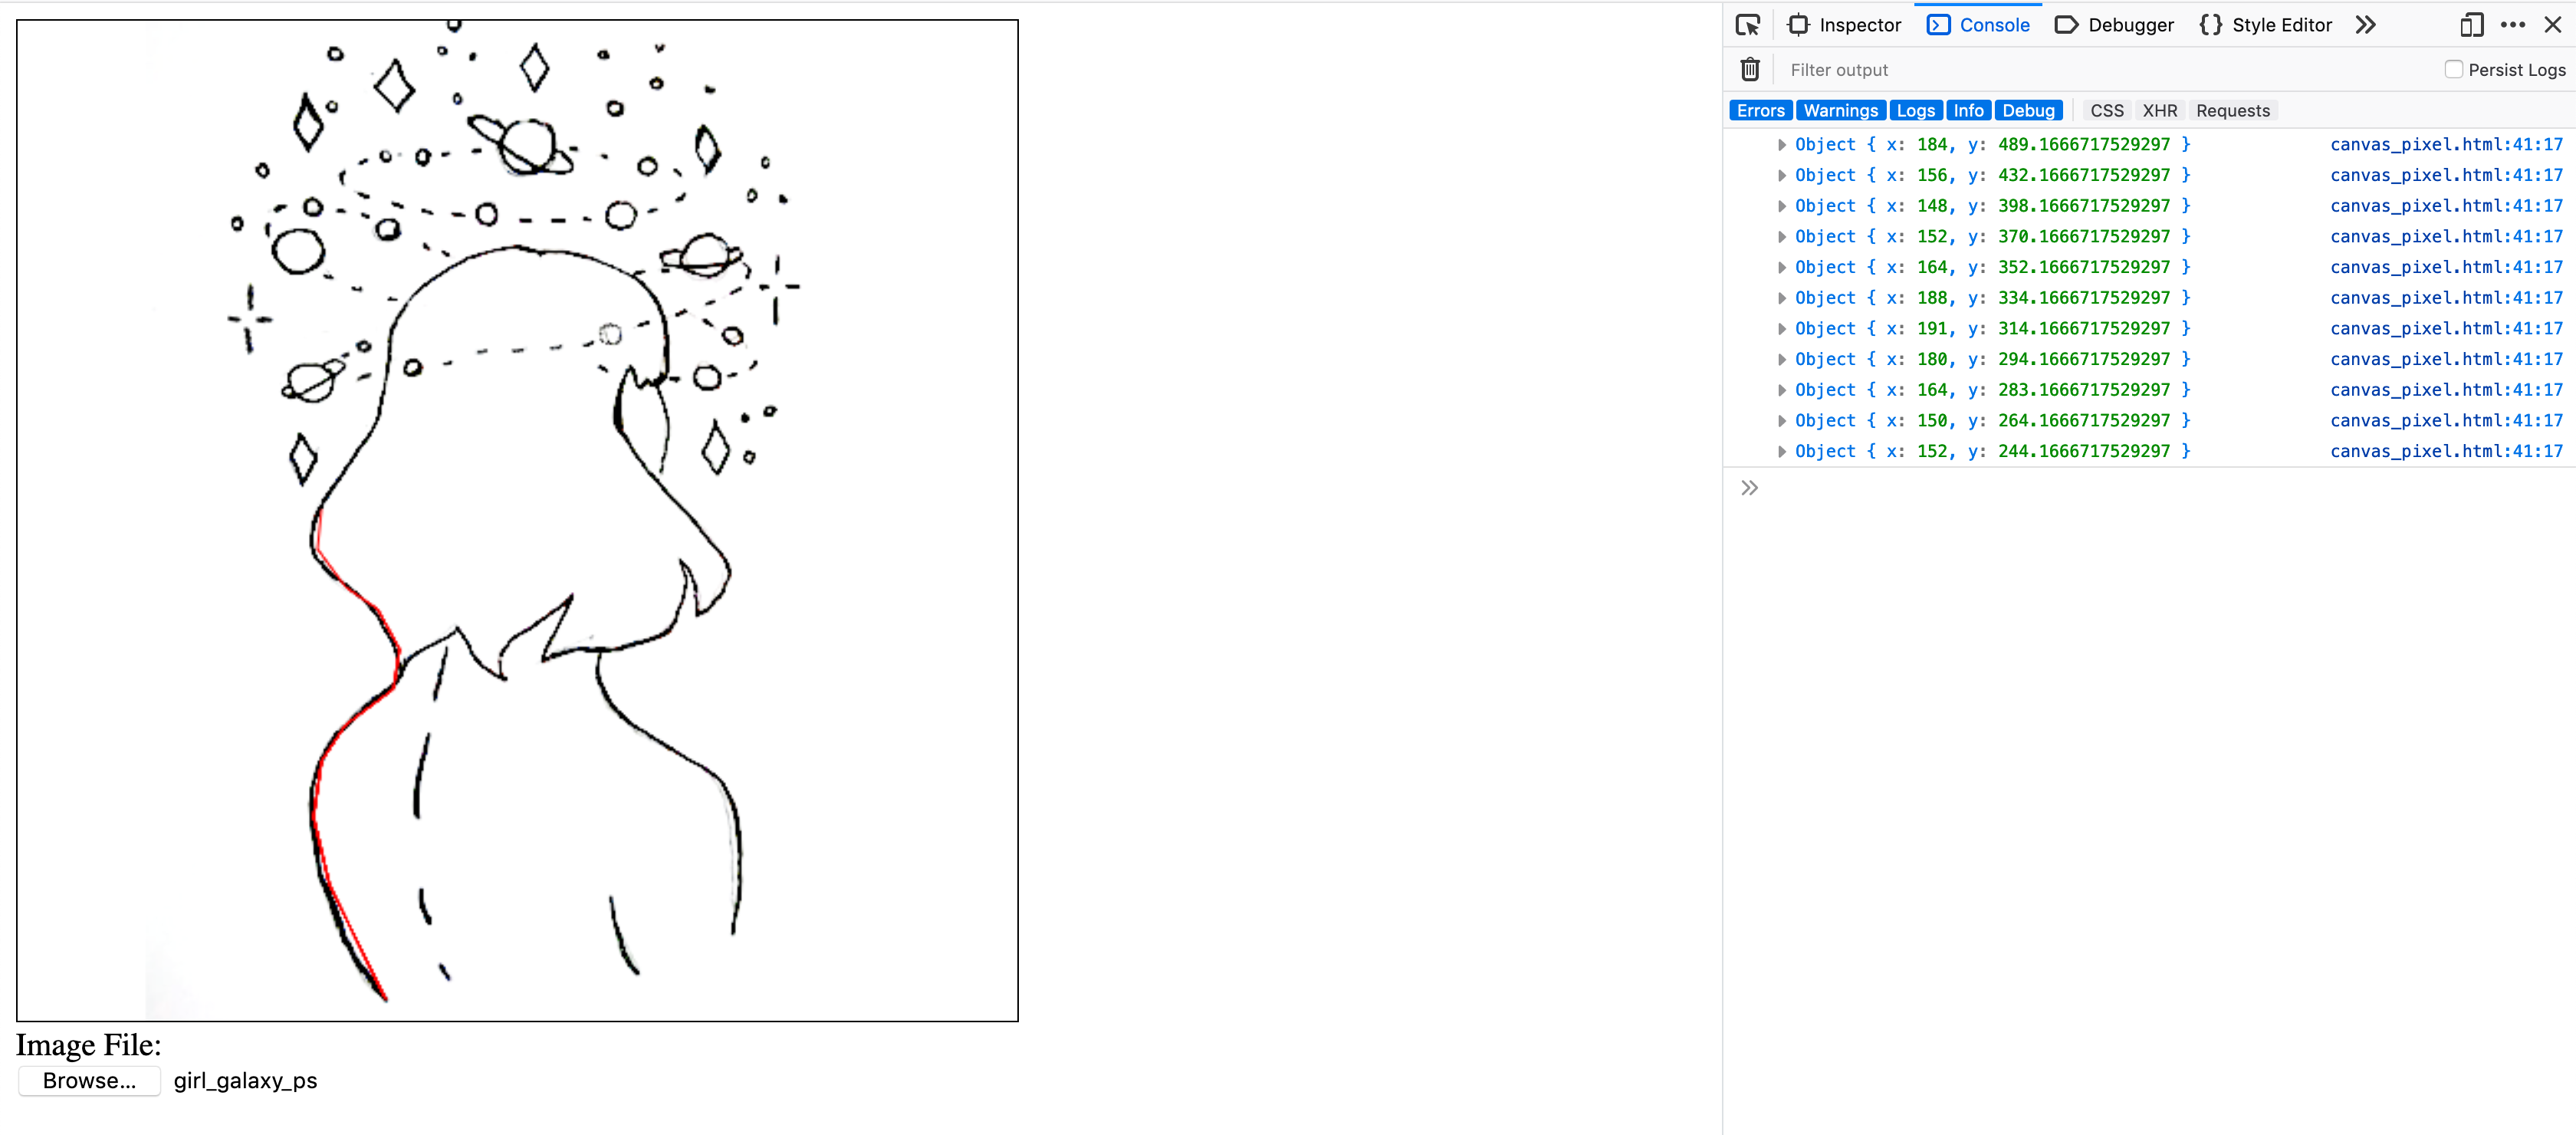 Inspector Console Debugger {} Style Editor
Filter output Persist Logs
Errors Warnings Logs Info Debug CSS XHR Requests
Object { x: 184, y: 489.1666717529297 } canvas_pixel.html:41:17
Object { x: 156, y: 432.1666717529297 } canvas_pixel.html:41:17
Object { x: 148, y: 398.1666717529297 } canvas_pixel.html:41:17
Object { x: 152, y: 370.1666717529297 } canvas_pixel.html:41:17
Object { x: 164, y: 352.1666717529297 } canvas_pixel.html:41:17
Object { x: 188, y: 334.1666717529297 } canvas_pixel.html:41:17
Object { x: 191, y: 314.1666717529297 } canvas_pixel.html:41:17
Object { x: 180, y: 294.1666717529297 } canvas_pixel.html:41:17
Object { x: 164, y: 283.1666717529297 } canvas_pixel.html:41:17
Object { x: 150, y: 264.1666717529297 } canvas_pixel.html:41:17
Object { x: 152, y: 244.1666717529297 } canvas_pixel.html:41:17
Image File:
Browse... girl_galaxy_ps